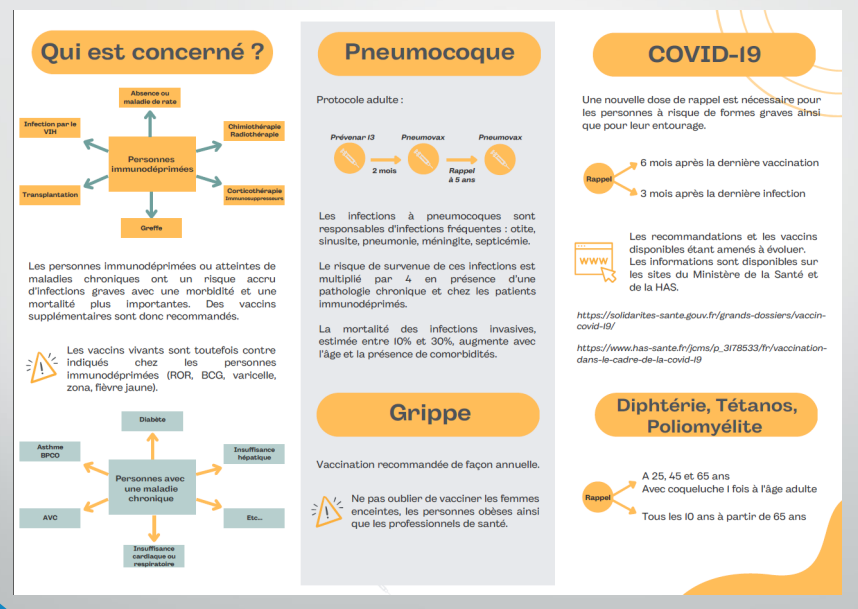 Qui est concerné ?
Absence ou
maladie de rate
Infection par le
VIH
Chimiothérapie
Radiothérapie
Personnes
immunodéprimées
Transplantation
Corticothérapie
Immunosuppresseurs
Greffe
Les personnes immunodéprimées ou atteintes de
maladies chroniques ont un risque accru
d'infections graves avec une morbidité et une
mortalité plus importantes. Des vaccins
supplémentaires sont donc recommandés.
Les vaccins vivants sont toutefois contre
indiqués chez les personnes
immunodéprimées (ROR, BCG, varicelle,
zona, fièvre jaune).
Diabète
Asthme
BPCO
Insuffisance
hépatique
Personnes avec
une maladie
chronique
AVC
Etc...
Insuffisance
cardiaque ou
respiratoire
Pneumocoque
Protocole adulte :
Prévenar 13
Pneumovax
Pneumovax
2 mois
Rappel
à 5 ans
Les infections à pneumocoques sont
responsables d'infections fréquentes : otite,
sinusite, pneumonie, méningite, septicémie.
Le risque de survenue de ces infections est
multiplié par 4 en présence d'une
pathologie chronique et chez les patients
immunodéprimés.
La mortalité des infections invasives,
estimée entre 10% et 30%, augmente avec
l'âge et la présence de comorbidités.
Grippe
Vaccination recommandée de façon annuelle.
Ne pas oublier de vacciner les femmes
enceintes, les personnes obèses ainsi
que les professionnels de santé.
COVID-19
Une nouvelle dose de rappel est nécessaire pour
les personnes à risque de formes graves ainsi
que pour leur entourage.
Rappel
6 mois après la dernière vaccination
3 mois après la dernière infection
www
Les recommandations et les vaccins
disponibles étant amenés à évoluer.
Les informations sont disponibles sur
les sites du Ministère de la Santé et
de la HAS.
https://solidarites-sante.gouv.fr/grands-dossiers/vaccin-
covid-19/
https://www.has-sante.fr/jcms/p_3178533/fr/vaccination-
dans-le-cadre-de-la-covid-19
Diphtérie, Tétanos,
Poliomyélite
Rappel
A 25, 45 et 65 ans
Avec coqueluche 1 fois à l'âge adulte
Tous les 10 ans à partir de 65 ans